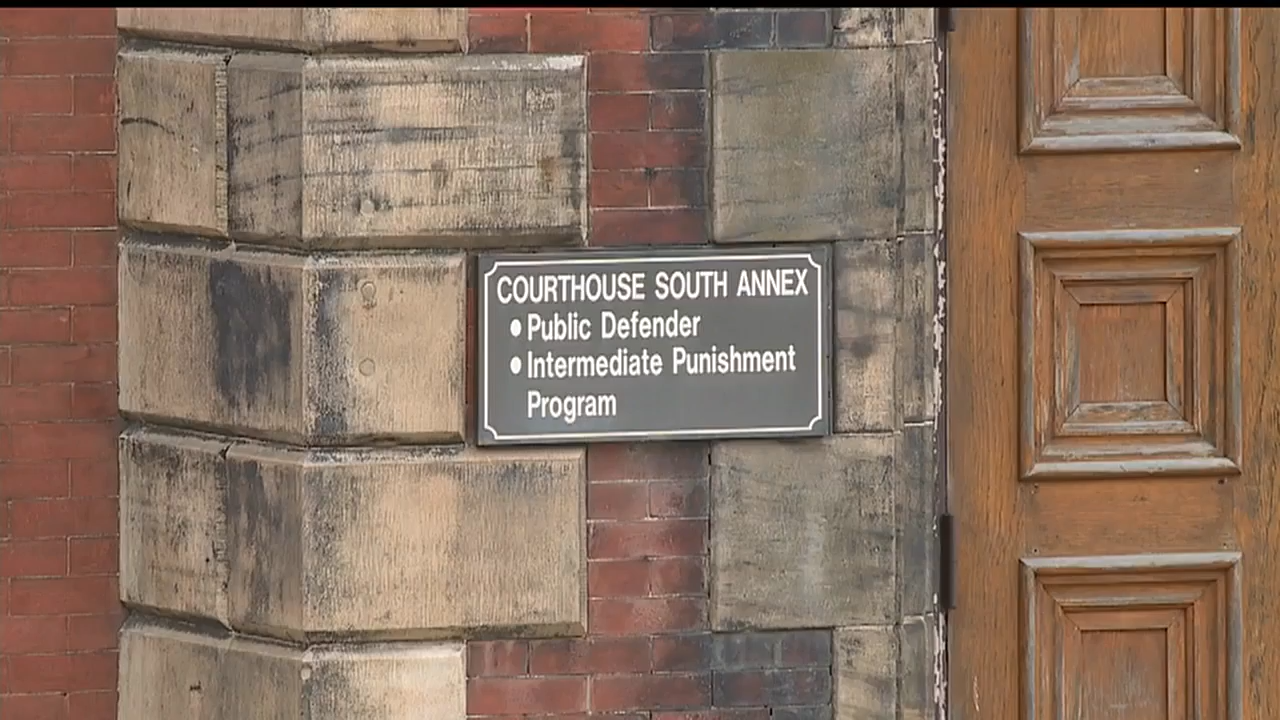 COURTHOUSE SOUTH ANNEX
• Public Defender
• Intermediate Punishment
Program